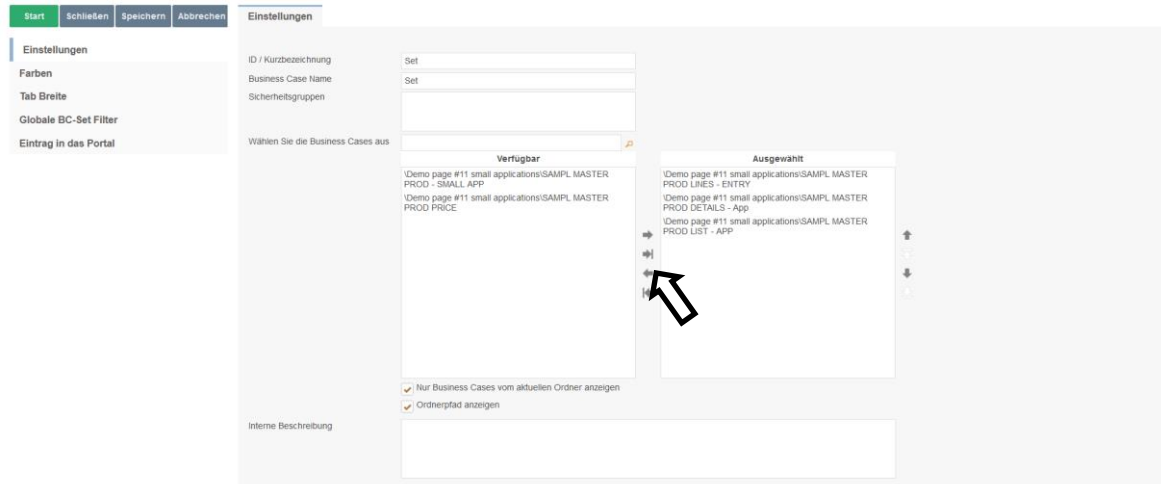 Start Schließen Speichern Abbrechen Einstellungen
Einstellungen
Farben
Tab Breite
Globale BC-Set Filter
Eintrag in das Portal
ID / Kurzbezeichnung Set
Business Case Name Set
Sicherheitsgruppen
Wählen Sie die Business Cases aus
Verfügbar
\Demo page #11 small applications\SAMPL MASTER
PROD - SMALL APP
\Demo page #11 small applications\SAMPL MASTER
PROD PRICE
Ausgewählt
\Demo page #11 small applications\SAMPL MASTER
PROD LINES - ENTRY
\Demo page #11 small applications\SAMPL MASTER
PROD DETAILS - App
\Demo page #11 small applications\SAMPL MASTER
PROD LIST - APP
Nur Business Cases vom aktuellen Ordner anzeigen
Ordnerpfad anzeigen
Interne Beschreibung